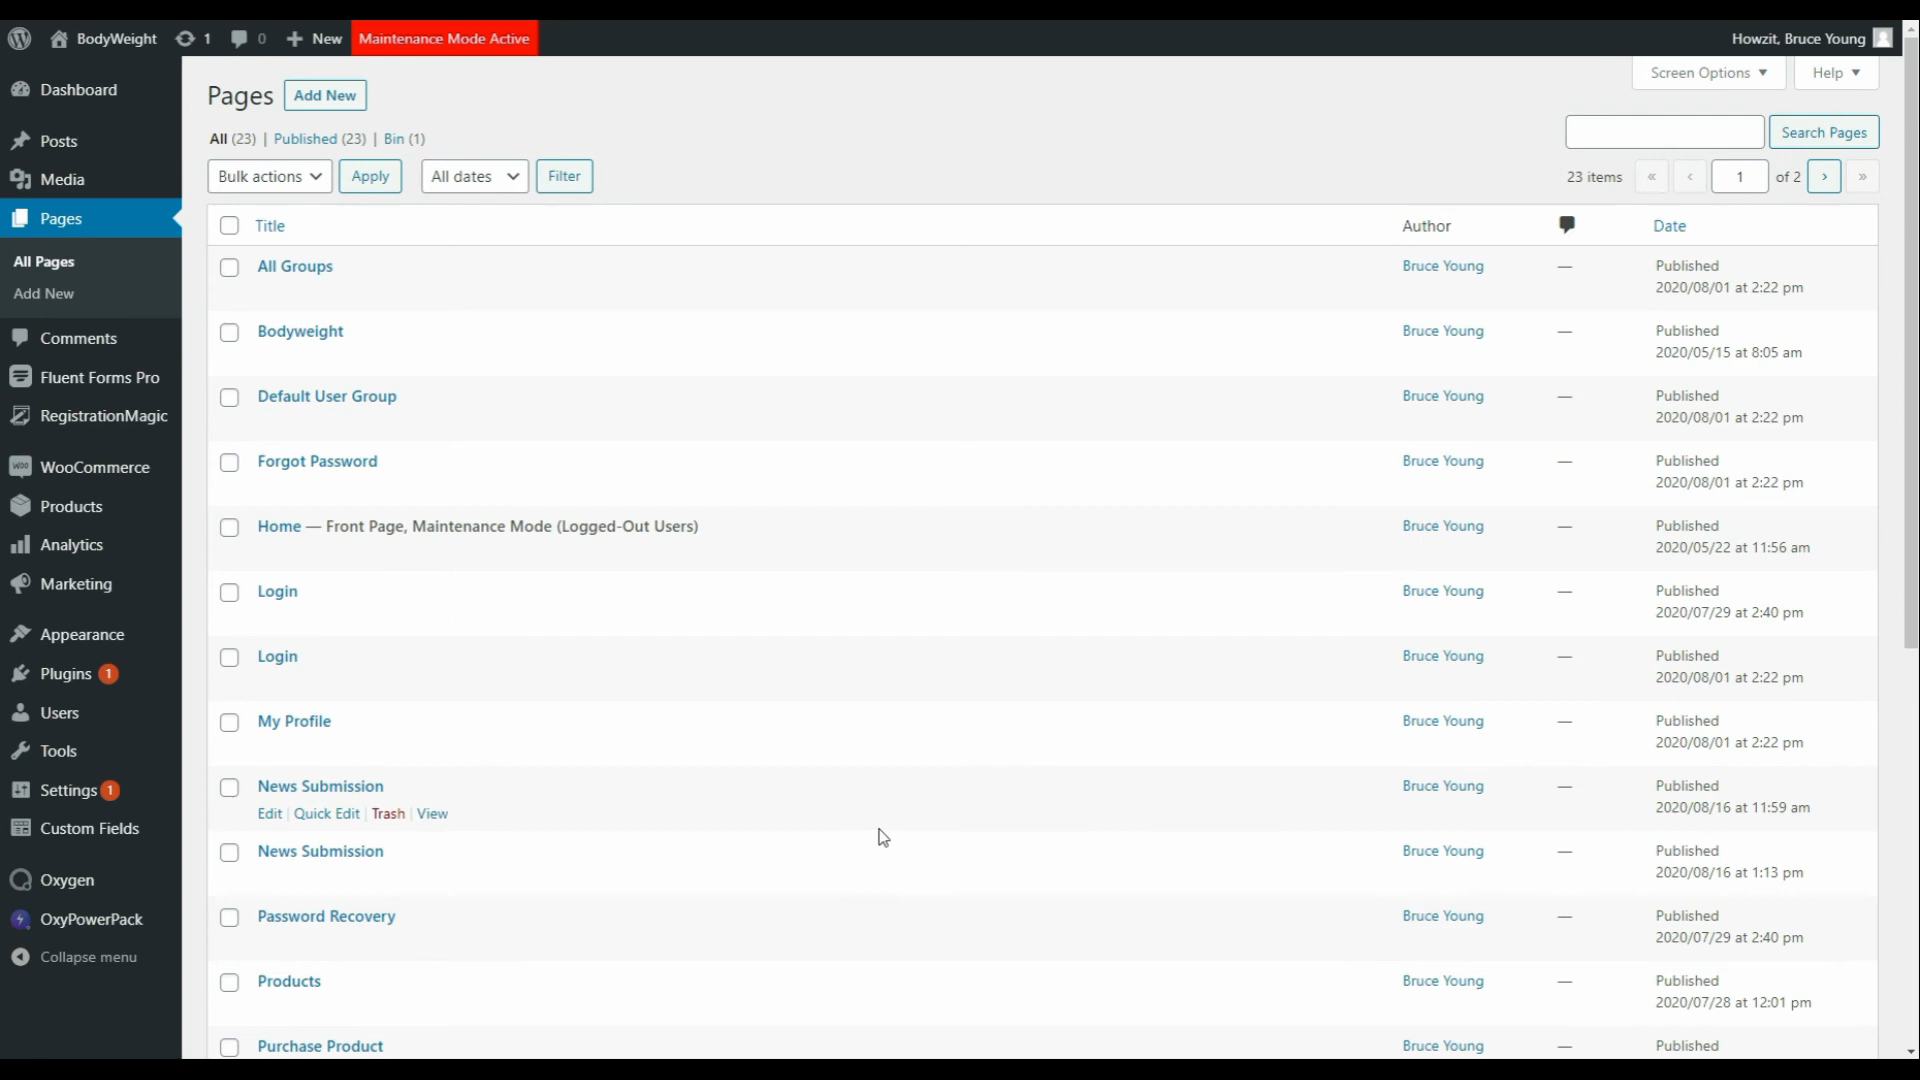 BodyWeight 1 0 New Maintenance Mode Active Howzit, Bruce Young
Dashboard
Posts
Media
Pages
All Pages
Add New
Comments
Fluent Forms Pro
RegistrationMagic
WooCommerce
Products
Analytics
Marketing
Appearance
Plugins 1
Users
Tools
Settings 1
Custom Fields
Oxygen
OxyPowerPack
Collapse menu
Screen Options Help
Pages Add New
All (23) | Published (23) | Bin (1)
Search Pages
Bulk actions Apply All dates Filter 23 items « ‹ 1 of 2 › »
Title Author Date
All Groups Bruce Young — Published
2020/08/01 at 2:22 pm
Bodyweight Bruce Young — Published
2020/05/15 at 8:05 am
Default User Group Bruce Young — Published
2020/08/01 at 2:22 pm
Forgot Password Bruce Young — Published
2020/08/01 at 2:22 pm
Home — Front Page, Maintenance Mode (Logged-Out Users) Bruce Young — Published
2020/05/22 at 11:56 am
Login Bruce Young — Published
2020/07/29 at 2:40 pm
Login Bruce Young — Published
2020/08/01 at 2:22 pm
My Profile Bruce Young — Published
2020/08/01 at 2:22 pm
News Submission Bruce Young — Published
Edit | Quick Edit | Trash | View 2020/08/16 at 11:59 am
News Submission Bruce Young — Published
2020/08/16 at 1:13 pm
Password Recovery Bruce Young — Published
2020/07/29 at 2:40 pm
Products Bruce Young — Published
2020/07/28 at 12:01 pm
Purchase Product Bruce Young — Published